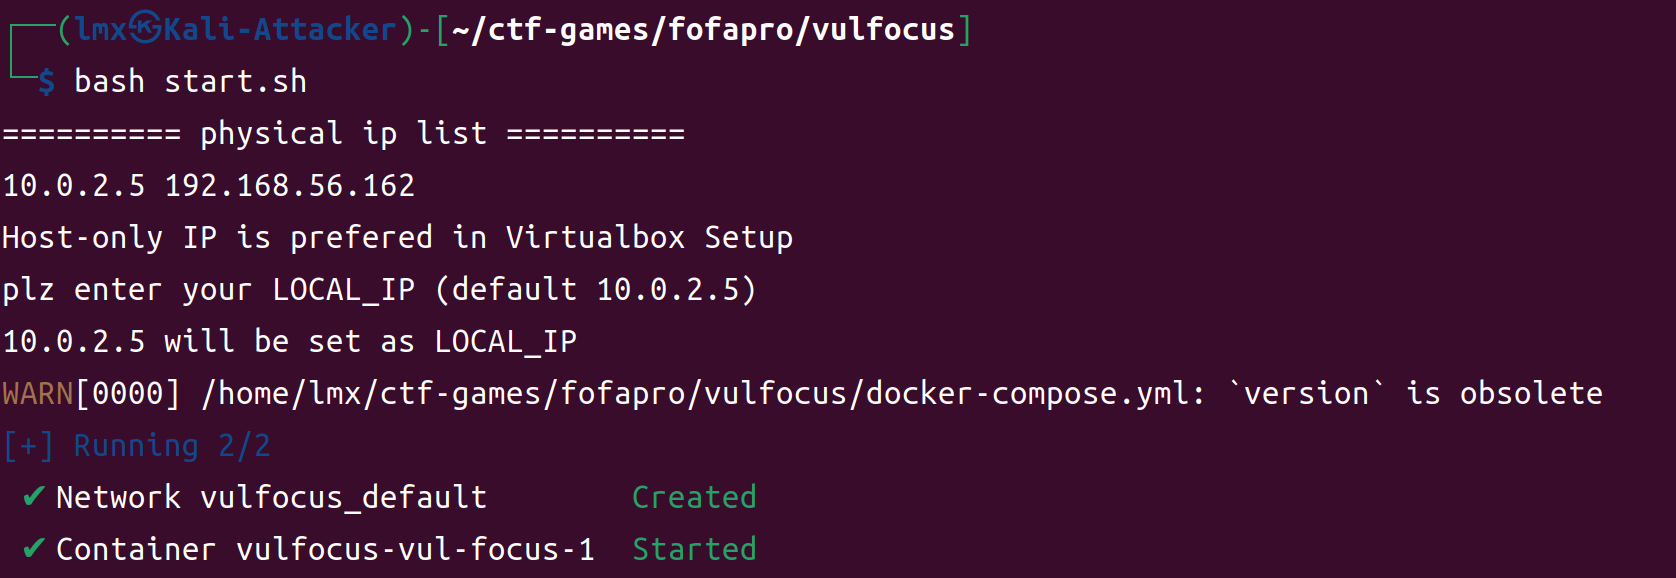 (lmx㉿Kali-Attacker)-[~/ctf-games/fofapro/vulfocus]
$ bash start.sh
========== physical ip list ==========
10.0.2.5 192.168.56.162
Host-only IP is prefered in Virtualbox Setup
plz enter your LOCAL_IP (default 10.0.2.5)
10.0.2.5 will be set as LOCAL_IP
WARN[0000] /home/lmx/ctf-games/fofapro/vulfocus/docker-compose.yml: `version` is obsolete
[+] Running 2/2
✔ Network vulfocus_default Created
✔ Container vulfocus-vul-focus-1 Started